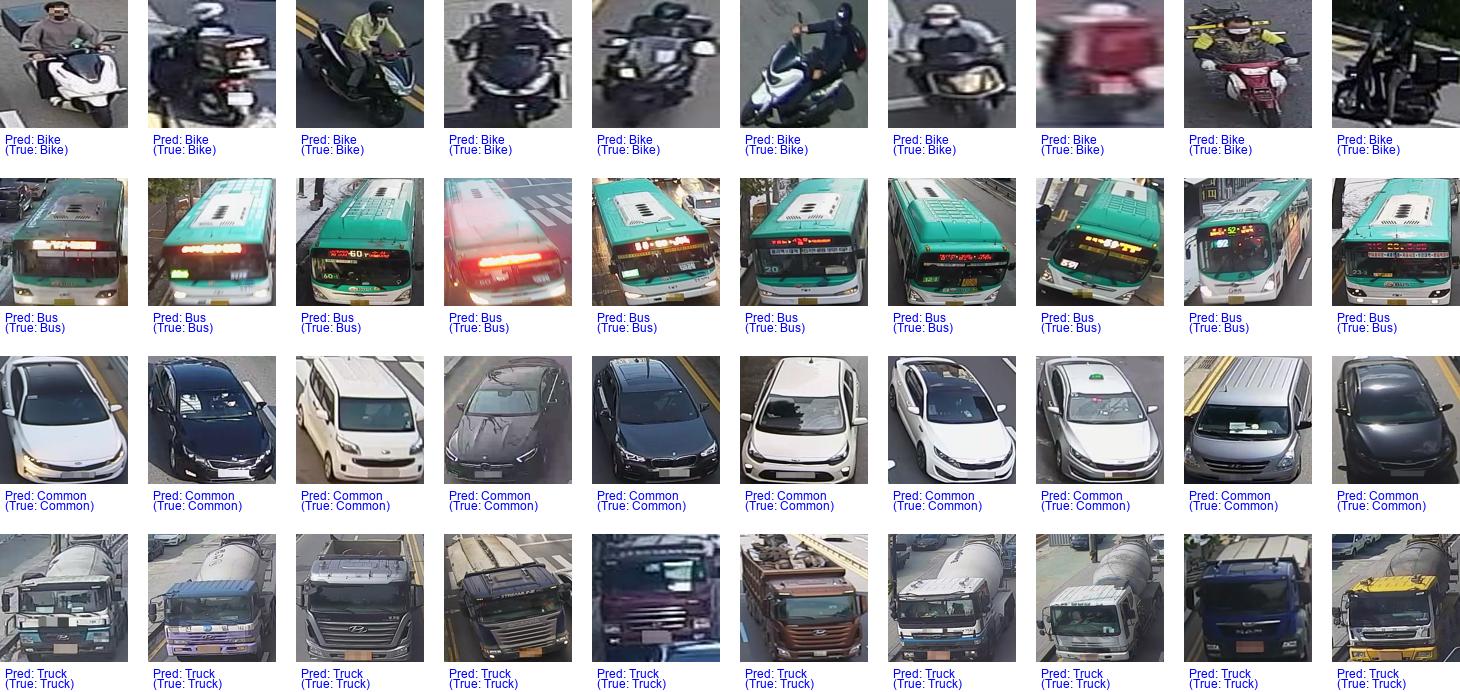 Pred: Bike Pred: Bike Pred: Bike Pred: Bike Pred: Bike Pred: Bike Pred: Bike Pred: Bike Pred: Bike Pred: Bike
(True: Bike) (True: Bike) (True: Bike) (True: Bike) (True: Bike) (True: Bike) (True: Bike) (True: Bike) (True: Bike) (True: Bike)
60
52
20
Pred: Bus Pred: Bus Pred: Bus Pred: Bus Pred: Bus Pred: Bus Pred: Bus Pred: Bus Pred: Bus Pred: Bus
(True: Bus) (True: Bus) (True: Bus) (True: Bus) (True: Bus) (True: Bus) (True: Bus) (True: Bus) (True: Bus) (True: Bus)
Pred: Common Pred: Common Pred: Common Pred: Common Pred: Common Pred: Common Pred: Common Pred: Common Pred: Common Pred: Common
(True: Common) (True: Common) (True: Common) (True: Common) (True: Common) (True: Common) (True: Common) (True: Common) (True: Common) (True: Common)
STREAMLINE
Pred: Truck Pred: Truck Pred: Truck Pred: Truck Pred: Truck Pred: Truck Pred: Truck Pred: Truck Pred: Truck Pred: Truck
(True: Truck) (True: Truck) (True: Truck) (True: Truck) (True: Truck) (True: Truck) (True: Truck) (True: Truck) (True: Truck) (True: Truck)